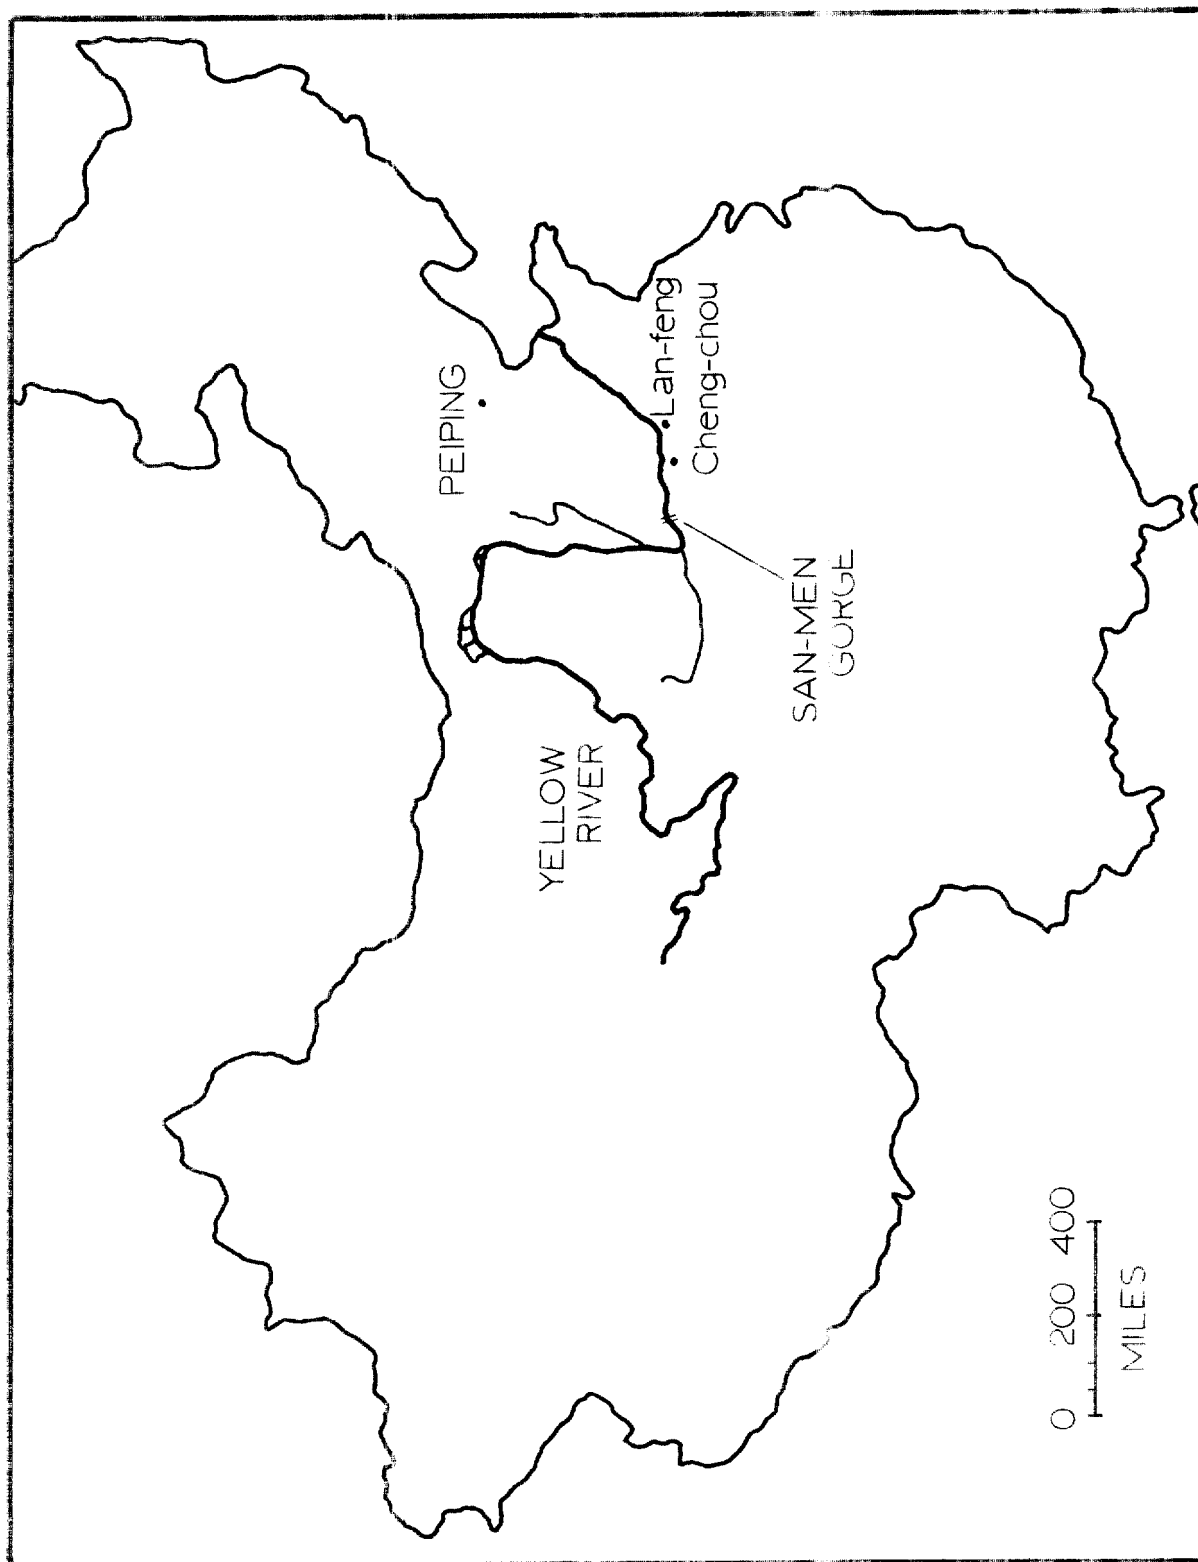 PEIPING
Lan-feng
Cheng-chou
YELLOW
RIVER
SAN-MEN
GORGE
0 200 400
MILES